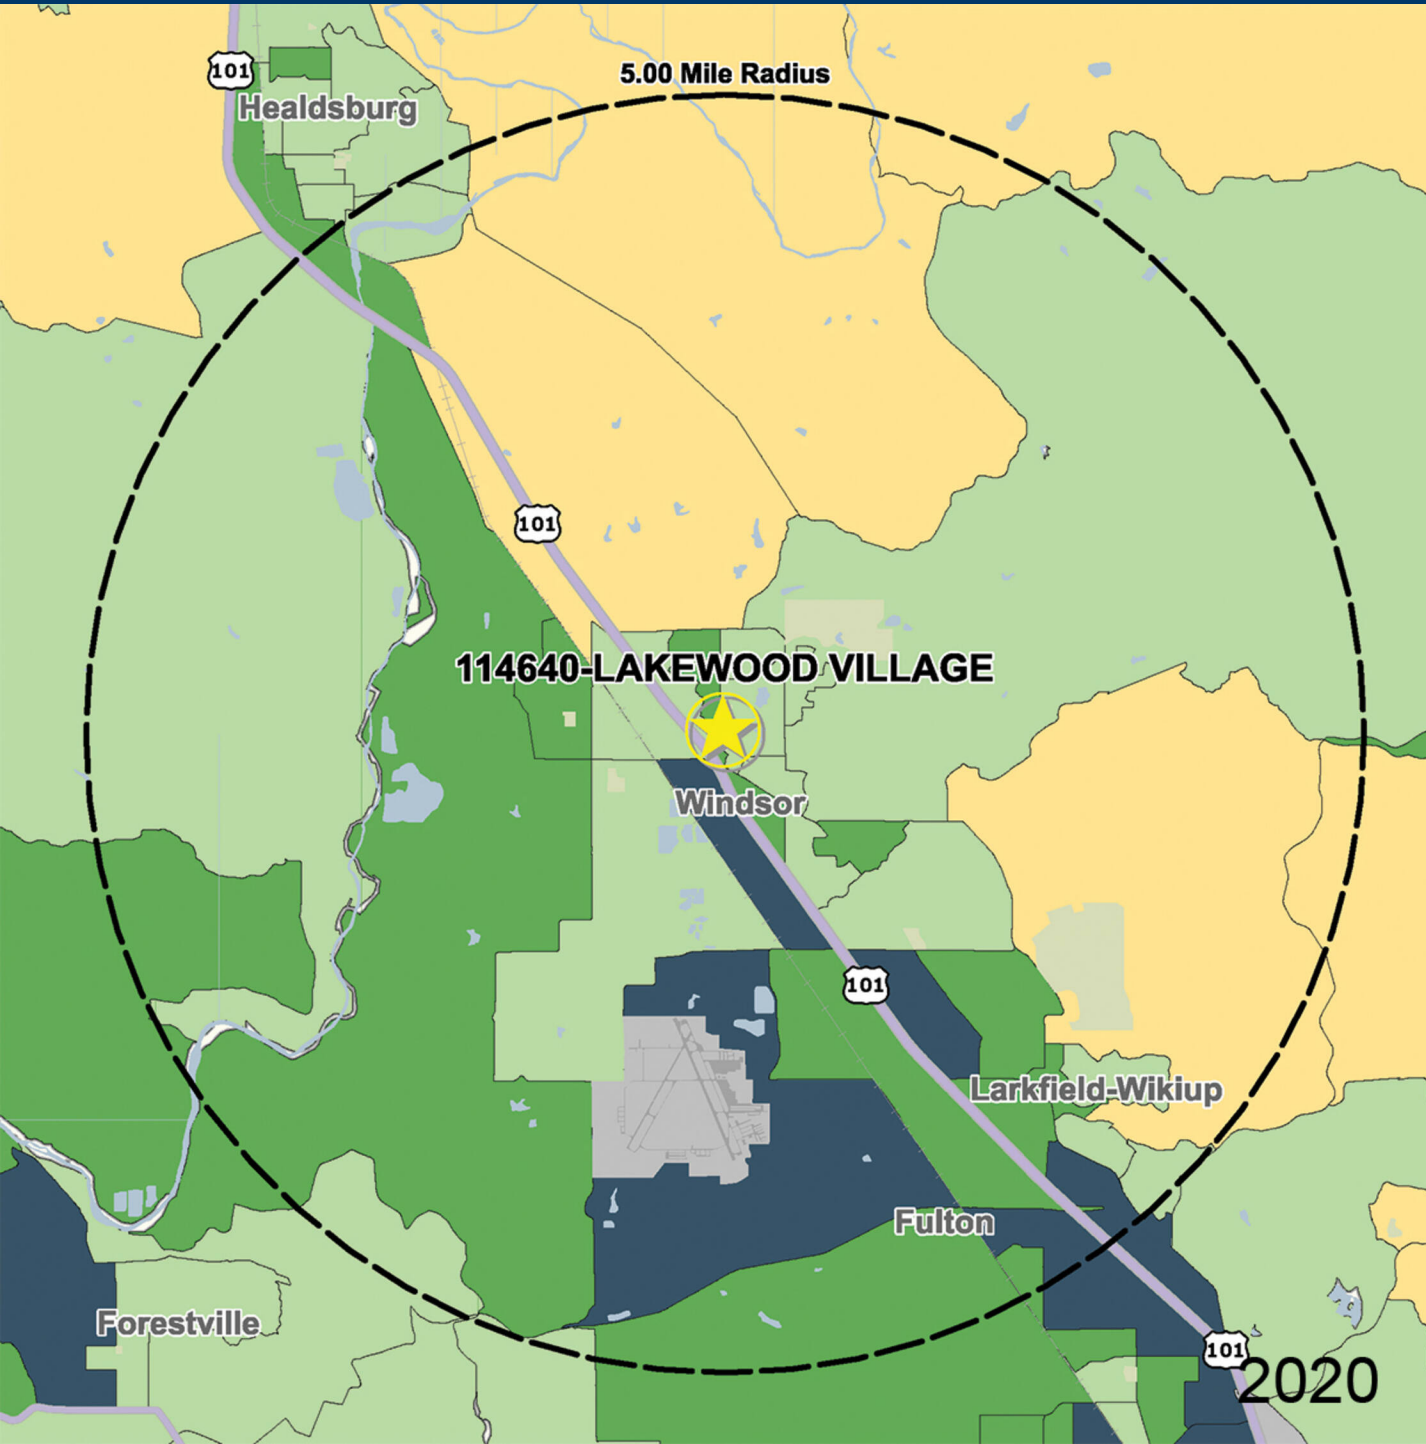 5.00 Mile Radius
101
Healdsburg
101
114640-LAKEWOOD VILLAGE
Windsor
101
Larkfield-Wikiup
Fulton
Forestville
101
2020